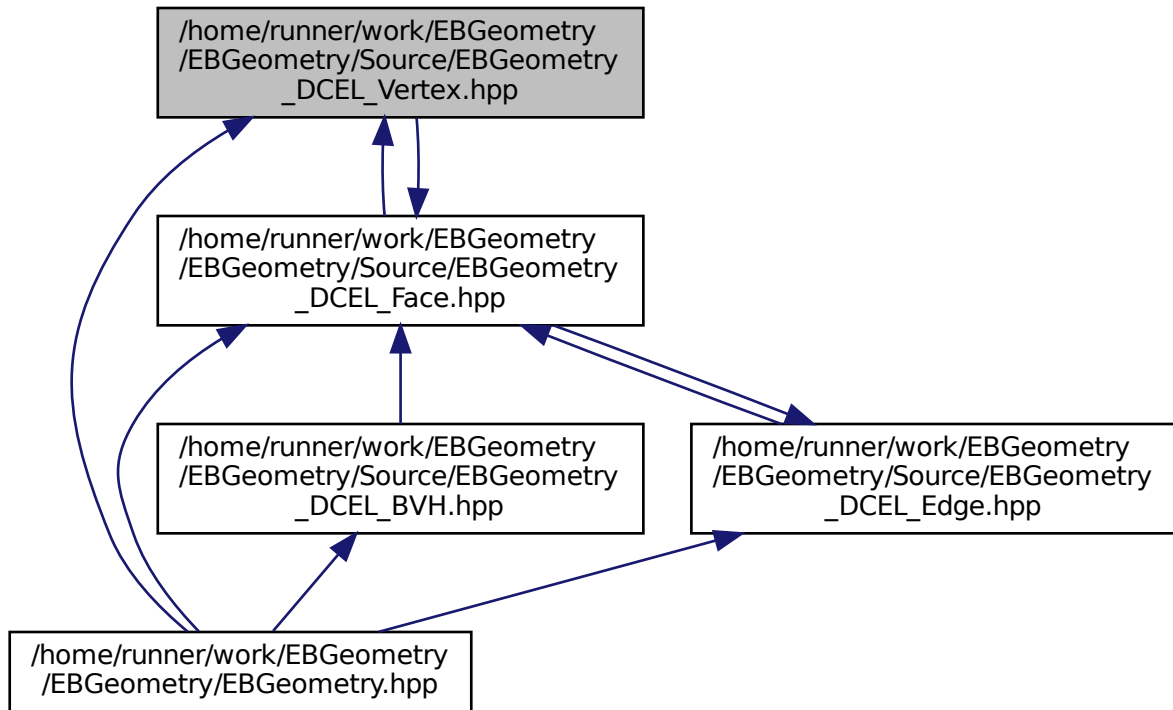 /home/runner/work/EBGeometry
/EBGeometry/Source/EBGeometry
_DCEL_Vertex.hpp
/home/runner/work/EBGeometry
/EBGeometry/Source/EBGeometry
_DCEL_Face.hpp
/home/runner/work/EBGeometry
/EBGeometry/Source/EBGeometry
_DCEL_BVH.hpp
/home/runner/work/EBGeometry
/EBGeometry/Source/EBGeometry
_DCEL_Edge.hpp
/home/runner/work/EBGeometry
/EBGeometry/EBGeometry.hpp